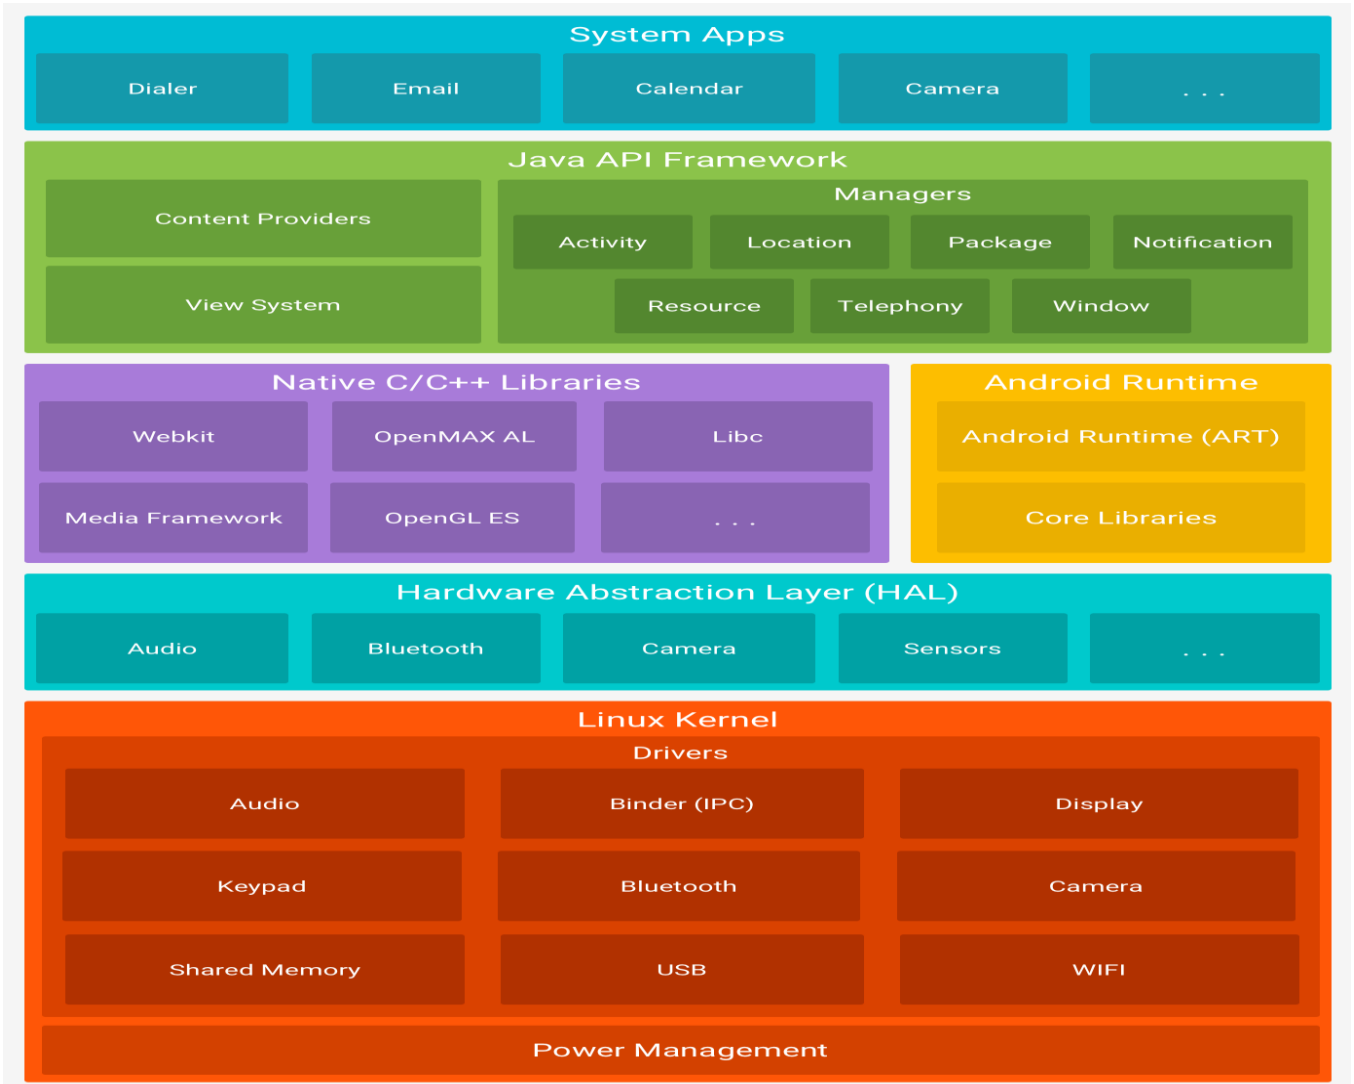 System Apps
Dialer
Email
Calendar
Camera
. . .
Java API Framework
Content Providers
View System
Managers
Activity
Location
Package
Notification
Resource
Telephony
Window
Native C/C++ Libraries
Webkit
OpenMAX AL
Libc
Media Framework
OpenGL ES
. . .
Android Runtime
Android Runtime (ART)
Core Libraries
Hardware Abstraction Layer (HAL)
Audio
Bluetooth
Camera
Sensors
. . .
Linux Kernel
Drivers
Audio
Binder (IPC)
Display
Keypad
Bluetooth
Camera
Shared Memory
USB
WIFI
Power Management